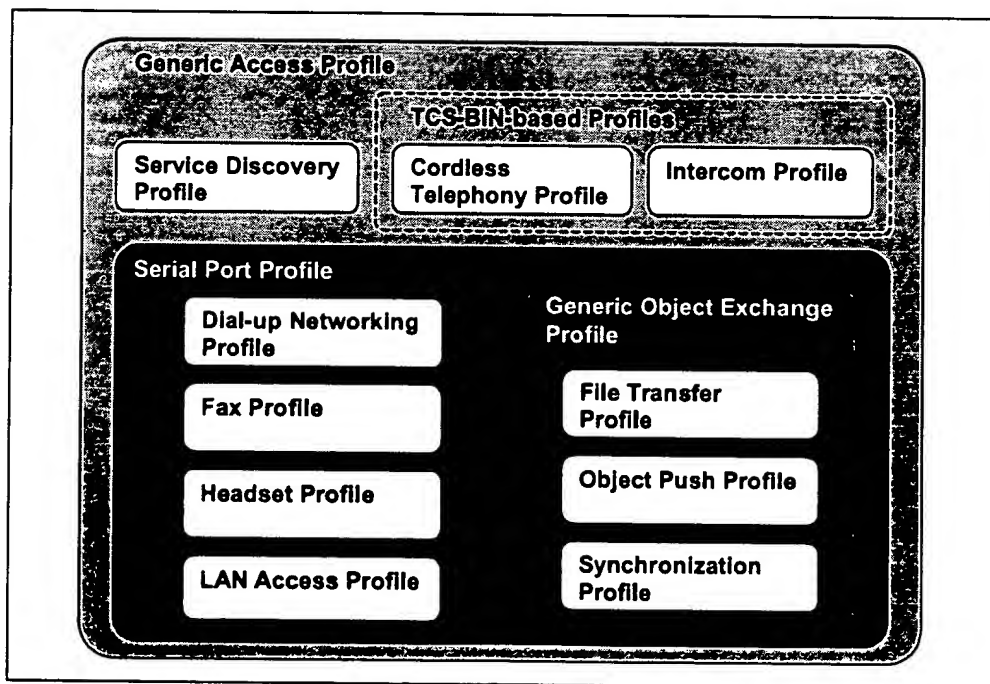 Generic Access Profile
TCS-BIN-based Profiles
Service Discovery
Profile
Cordless
Telephony Profile
Intercom Profile
Serial Port Profile
Dial-up Networking
Profile
Fax Profile
Headset Profile
LAN Access Profile
Generic Object Exchange
Profile
File Transfer
Profile
Object Push Profile
Synchronization
Profile